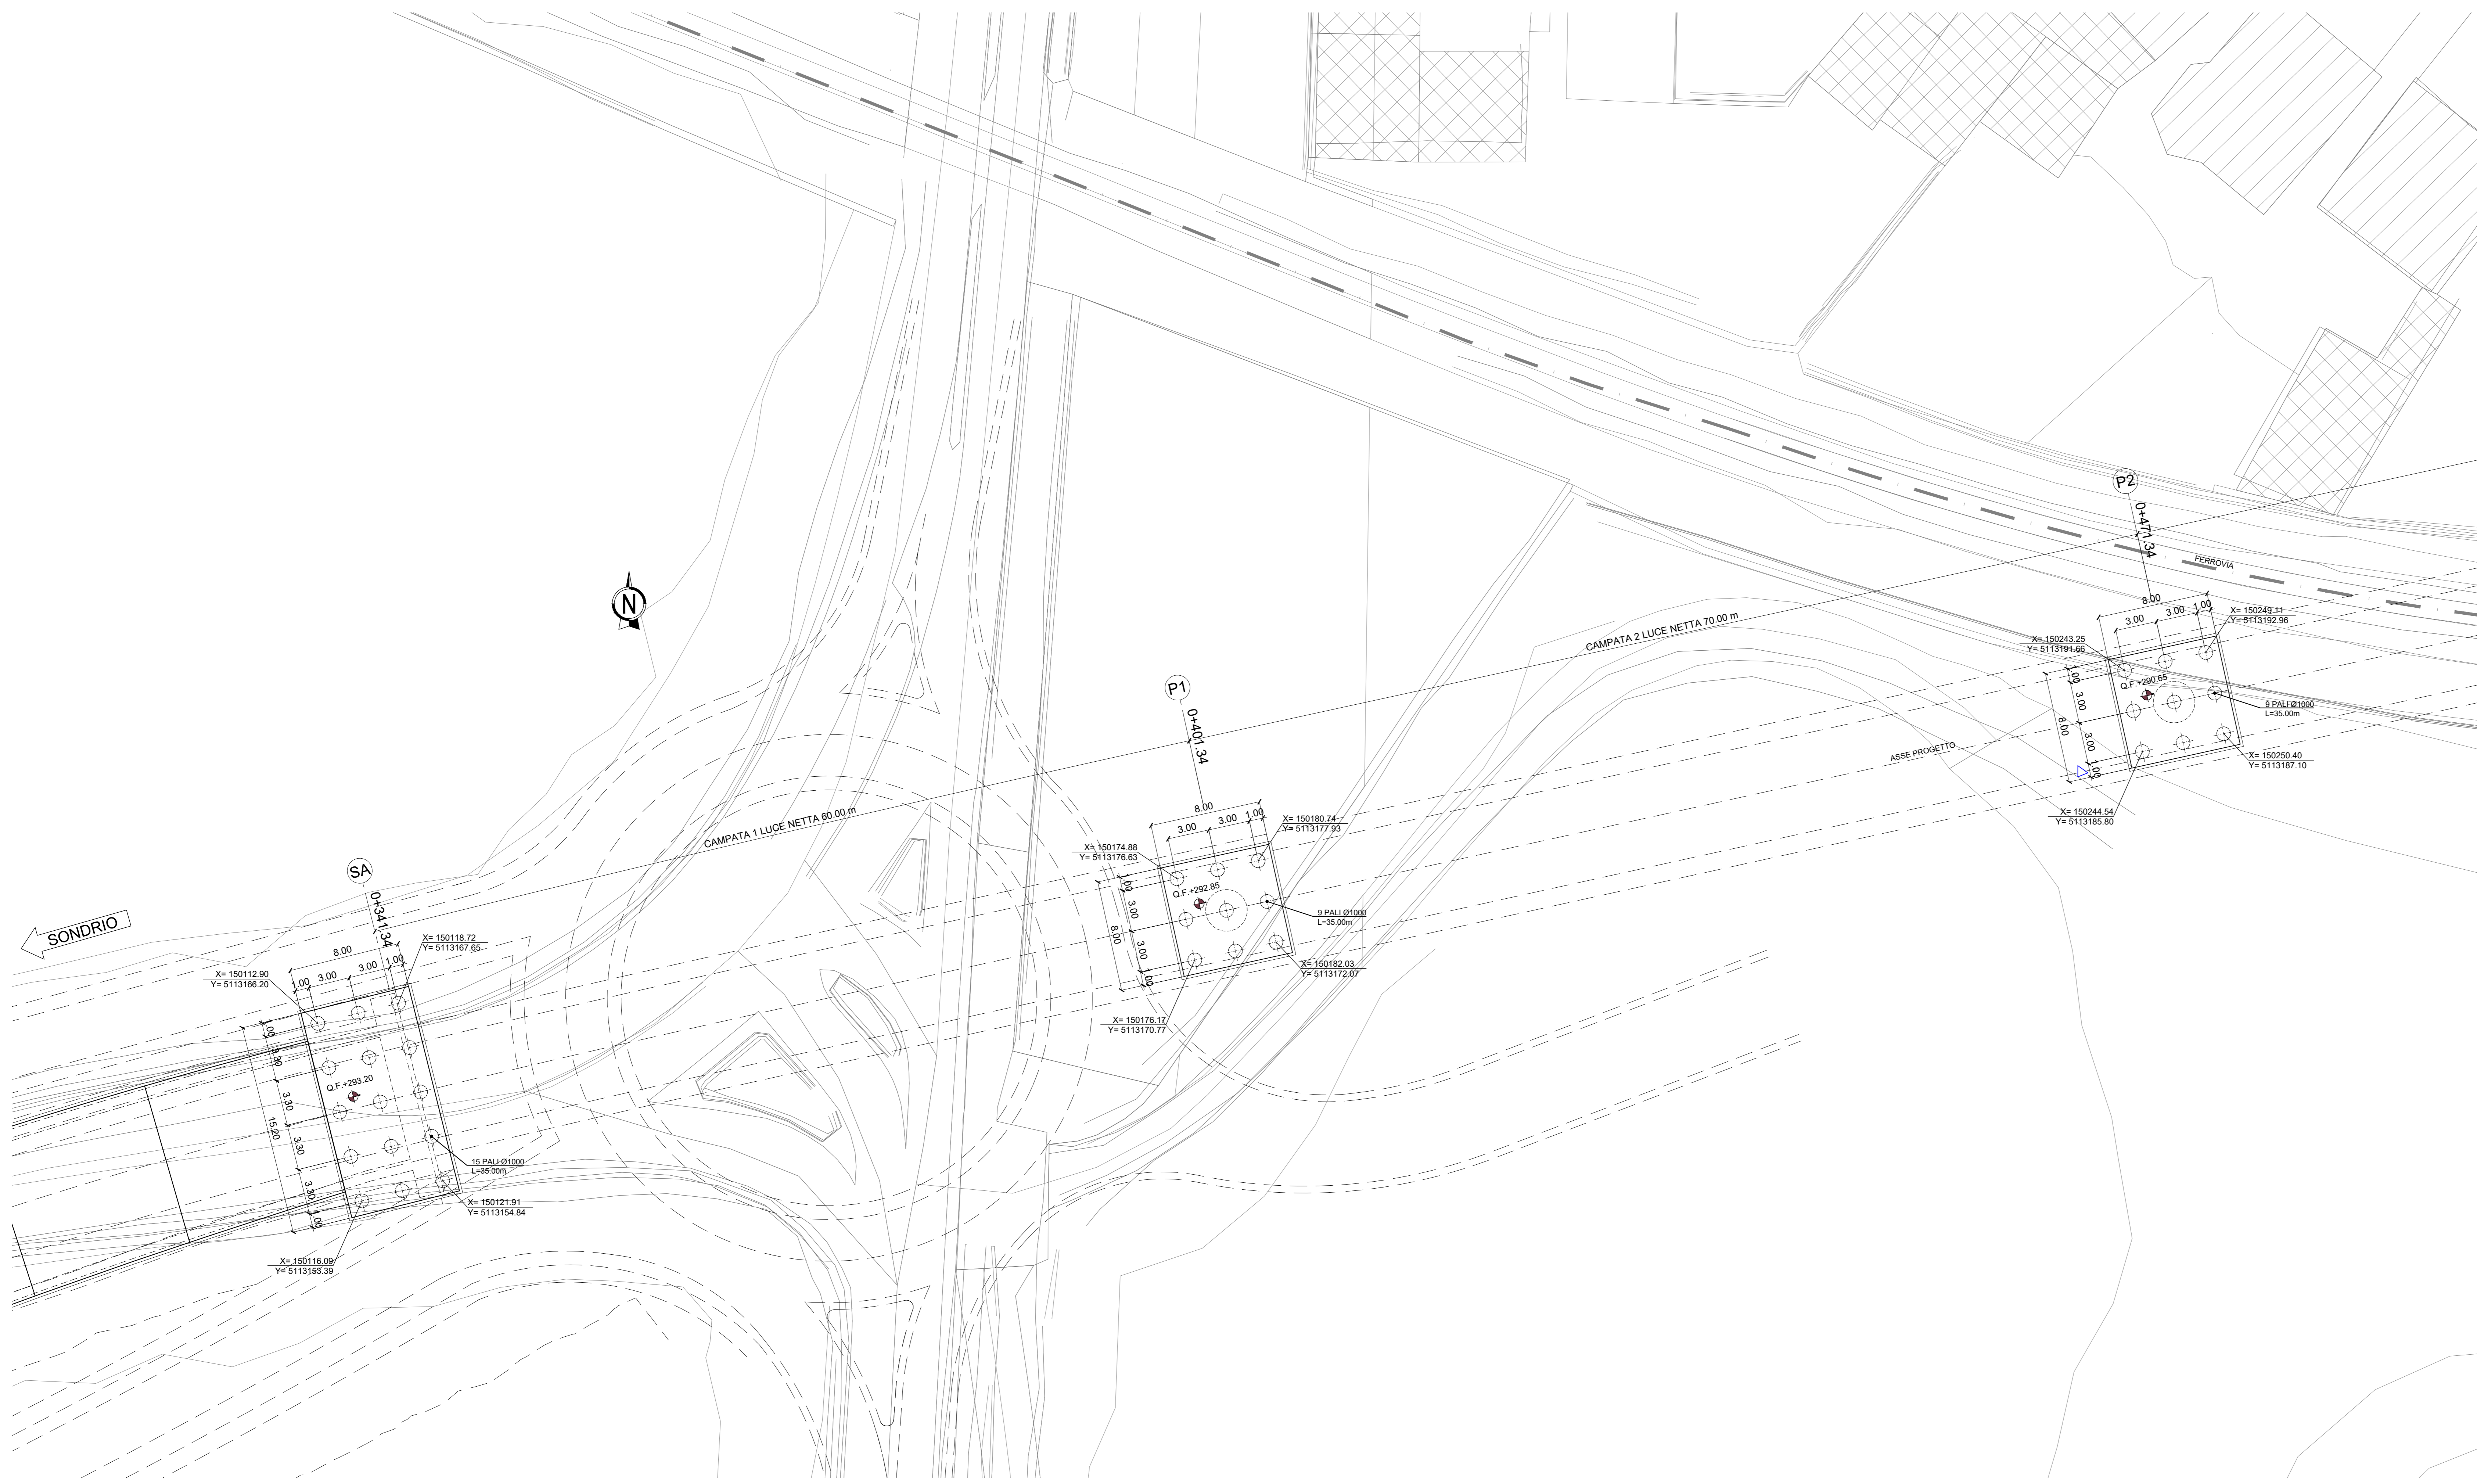 P2
0+471.34
FERROVIA
8.00
3.00
3.00
1.00
X= 150249.11
Y= 5113192.96
X= 150243.25
Y= 5113191.66
1.00
3.00
3.00
1.00
8.00
Q.F.+290.65
9 PALI Ø1000
L=35.00m
X= 150250.40
Y= 5113187.10
X= 150244.54
Y= 5113185.80
ASSE PROGETTO
CAMPATA 2 LUCE NETTA 70.00 m
N
P1
0+401.34
8.00
3.00
3.00
1.00
X= 150180.74
Y= 5113177.93
X= 150174.88
Y= 5113176.63
1.00
3.00
3.00
1.00
8.00
Q.F.+292.85
9 PALI Ø1000
L=35.00m
X= 150182.03
Y= 5113172.07
X= 150176.17
Y= 5113170.77
CAMPATA 1 LUCE NETTA 60.00 m
SA
0+341.34
SONDRIO
8.00
1.00
3.00
3.00
1.00
X= 150118.72
Y= 5113167.65
X= 150112.90
Y= 5113166.20
1.00
3.30
3.30
3.30
3.30
1.00
15.20
Q.F.+293.20
15 PALI Ø1000
L=35.00m
X= 150121.91
Y= 5113154.84
X= 150116.09
Y= 5113153.39